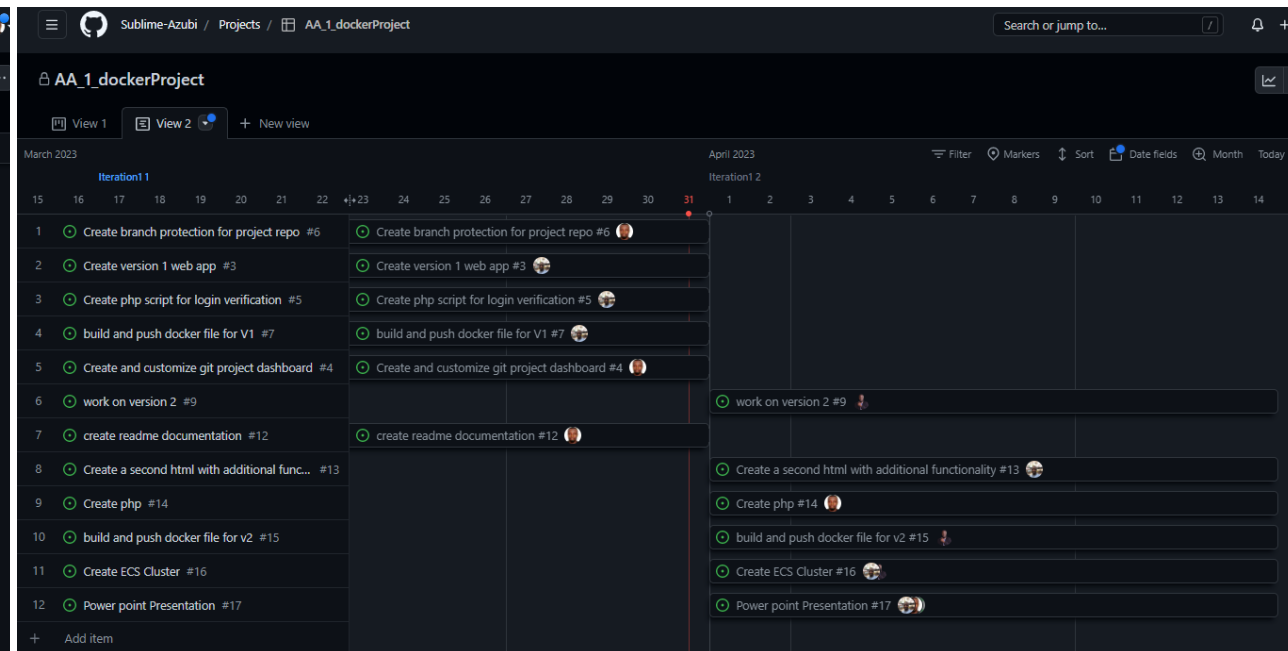 Sublime-Azubi / Projects / AA_1_dockerProject Search or jump to... /
AA_1_dockerProject
View 1 View 2 + New view
March 2023 April 2023 Filter Markers Sort Date fields Month Today
Iteration1 1 Iteration1 2
15 16 17 18 19 20 21 22 23 24 25 26 27 28 29 30 31 1 2 3 4 5 6 7 8 9 10 11 12 13 14
1 Create branch protection for project repo #6 Create branch protection for project repo #6
2 Create version 1 web app #3 Create version 1 web app #3
3 Create php script for login verification #5 Create php script for login verification #5
4 build and push docker file for V1 #7 build and push docker file for V1 #7
5 Create and customize git project dashboard #4 Create and customize git project dashboard #4
6 work on version 2 #9 work on version 2 #9
7 create readme documentation #12 create readme documentation #12
8 Create a second html with additional func... #13 Create a second html with additional functionality #13
9 Create php #14 Create php #14
10 build and push docker file for v2 #15 build and push docker file for v2 #15
11 Create ECS Cluster #16 Create ECS Cluster #16
12 Power point Presentation #17 Power point Presentation #17
+ Add item